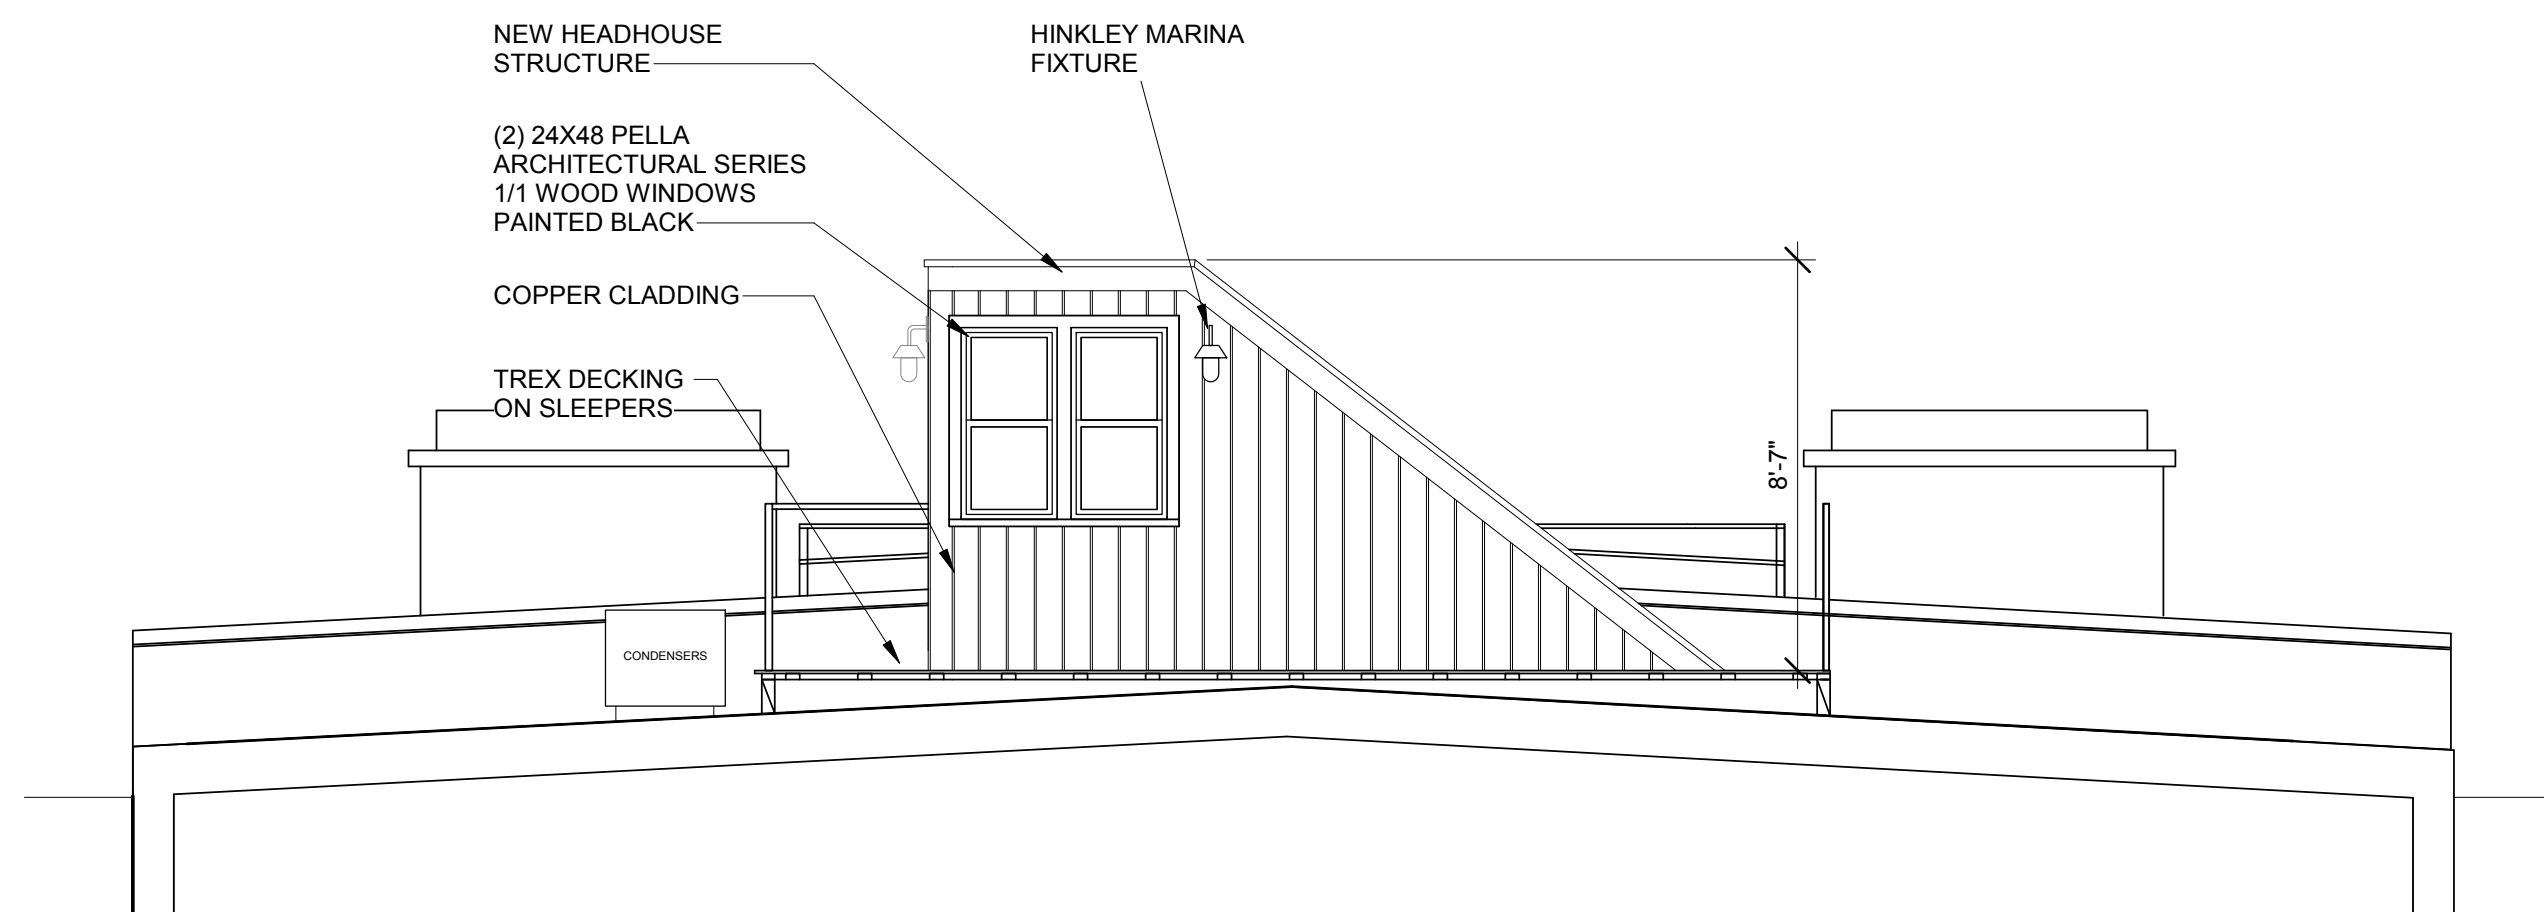 NEW HEADHOUSE
STRUCTURE
HINKLEY MARINA
FIXTURE
(2) 24X48 PELLA
ARCHITECTURAL SERIES
1/1 WOOD WINDOWS
PAINTED BLACK
COPPER CLADDING
TREX DECKING
ON SLEEPERS
8'-7"
CONDENSERS